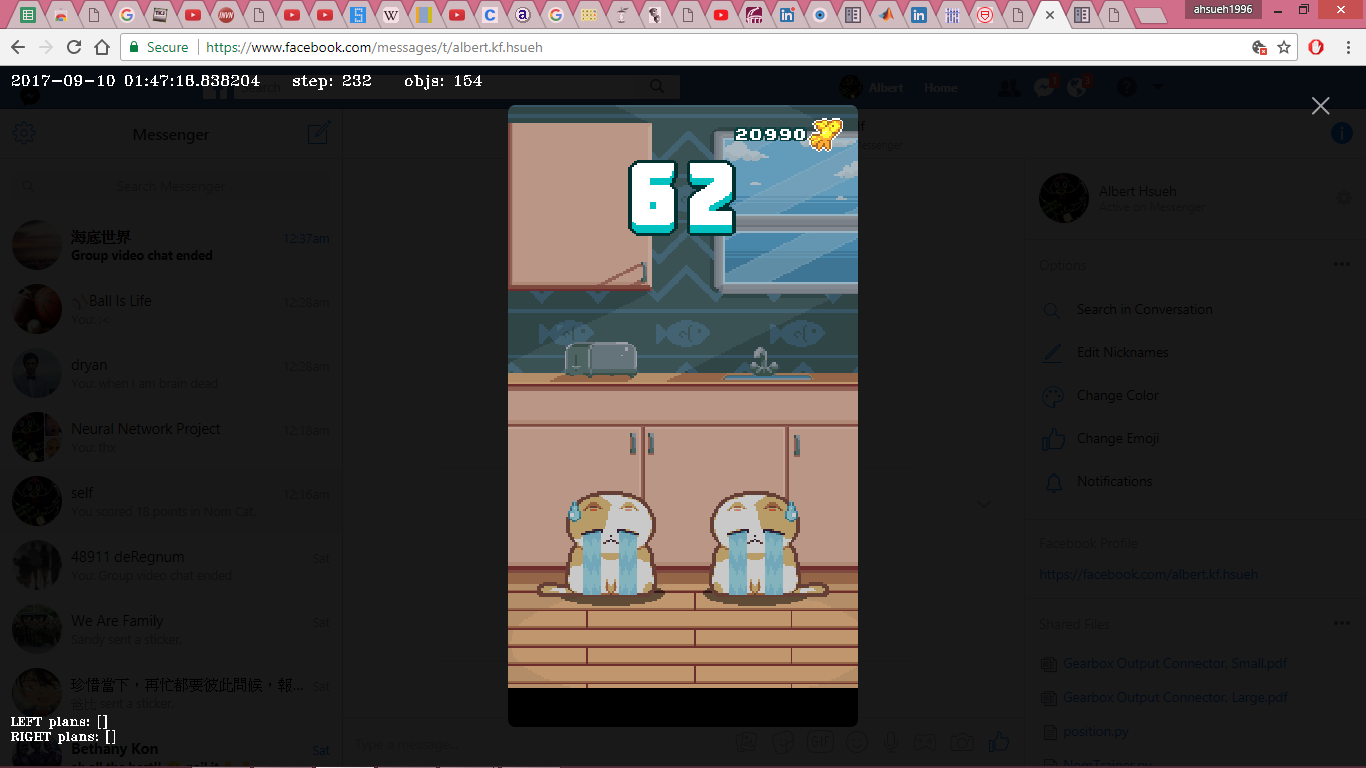 ahsueh1996
Secure
https://www.facebook.com/messages/t/albert.kf.hsueh
2017-09-10 01:47:16.838204 step: 232 objs: 154
Search
Albert
Home
Messenger
20990
62
Search Messenger
海底世界
12:37am
Group video chat ended
Ball Is Life
12:28am
dryan
12:28am
You: when I am brain dead
Neural Network Project
12:18am
You: thx
self
12:16am
You scored 18 points in Nom Cat.
48911 deRegnum
Sat
You: Group video chat ended
We Are Family
Sat
Sandy sent a sticker.
珍惜當下，再忙都要彼此問候，報...
Sat
sent a sticker.
LEFT plans: []
RIGHT plans: []
Bethany Kon
Sat
Type a message...
GIF
Albert Hsueh
Active on Messenger
Options
Search in Conversation
Edit Nicknames
Change Color
Change Emoji
Notifications
Facebook Profile
https://facebook.com/albert.kf.hsueh
Shared Files
Gearbox Output Connector, Small.pdf
Gearbox Output Connector, Large.pdf
position.py